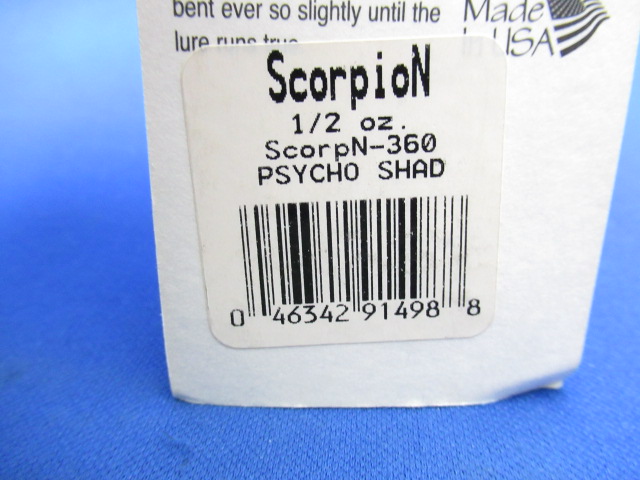 bent ever so slightly until the
lure runs true
Made
in USA
ScorpioN
1/2 oz.
ScorpN-360
PSYCHO SHAD
0 46342 91498 8